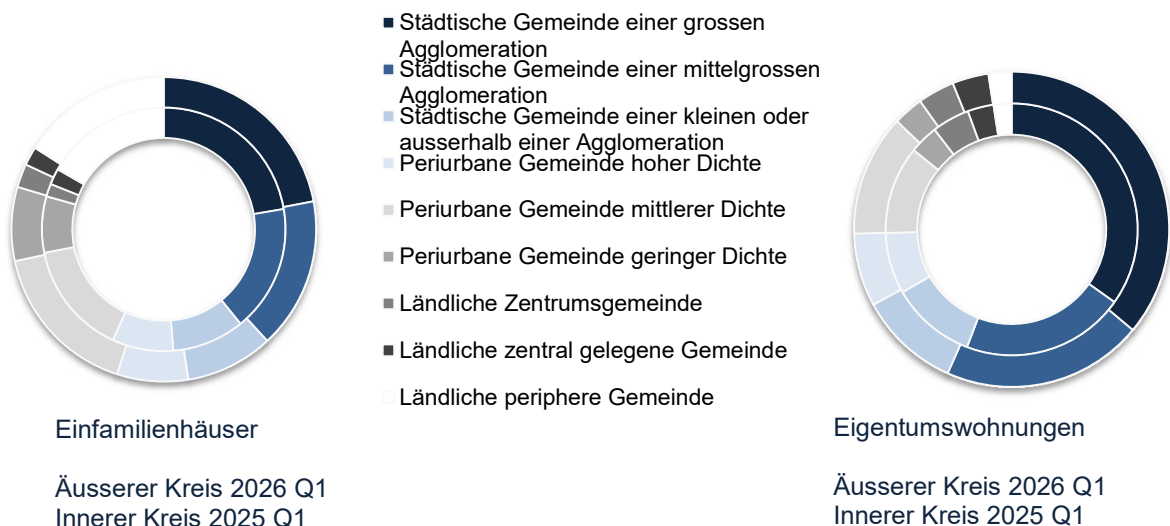 Städtische Gemeinde einer grossen
Agglomeration
Städtische Gemeinde einer mittelgrossen
Agglomeration
Städtische Gemeinde einer kleinen oder
ausserhalb einer Agglomeration
Periurbane Gemeinde hoher Dichte
Periurbane Gemeinde mittlerer Dichte
Periurbane Gemeinde geringer Dichte
Ländliche Zentrumsgemeinde
Ländliche zentral gelegene Gemeinde
Ländliche periphere Gemeinde
Einfamilienhäuser
Äusserer Kreis 2026 Q1
Innerer Kreis 2025 Q1
Eigentumswohnungen
Äusserer Kreis 2026 Q1
Innerer Kreis 2025 Q1